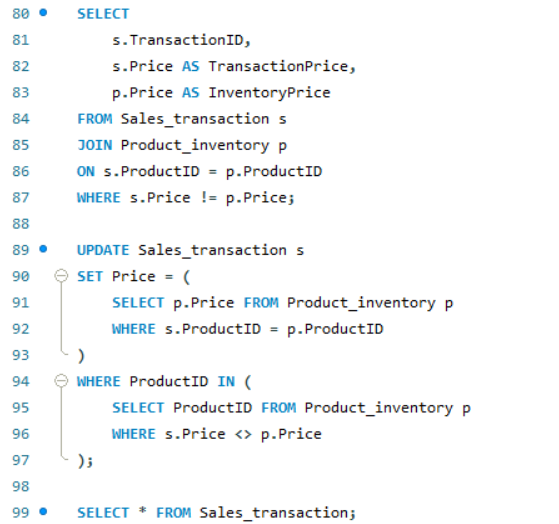 80 SELECT
81 s.TransactionID,
82 s.Price AS TransactionPrice,
83 p.Price AS InventoryPrice
84 FROM Sales_transaction s
85 JOIN Product_inventory p
86 ON s.ProductID = p.ProductID
87 WHERE s.Price != p.Price;
88
89 UPDATE Sales_transaction s
90 SET Price = (
91 SELECT p.Price FROM Product_inventory p
92 WHERE s.ProductID = p.ProductID
93 )
94 WHERE ProductID IN (
95 SELECT ProductID FROM Product_inventory p
96 WHERE s.Price <> p.Price
97 );
98
99 SELECT * FROM Sales_transaction;